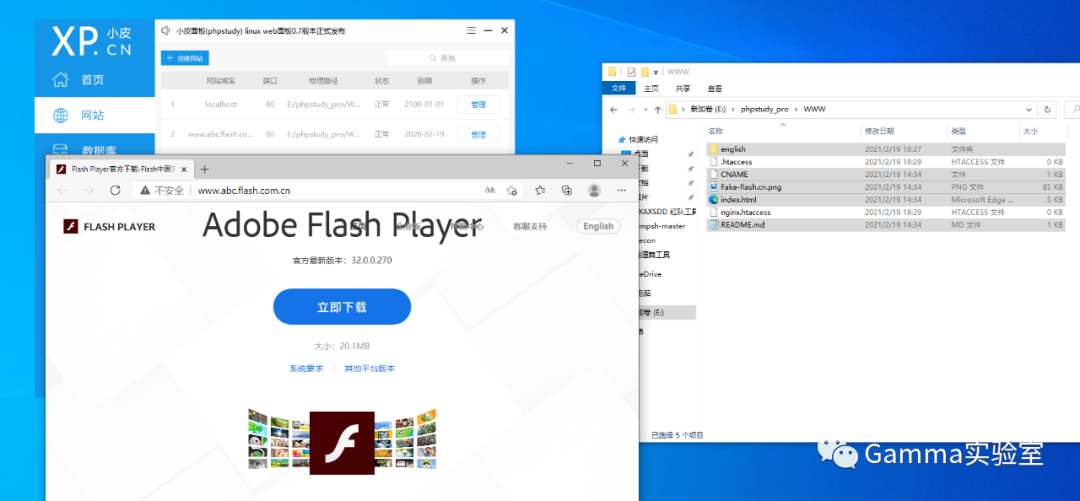 XP.CN 小皮
小皮面板(phpstudy) linux web面板0.7版本正式发布
首页
网站
数据库
+ 创建网站
查找
网站域名 端口 物理路径 状态 到期 操作
1 localhost 80 E:/phpstudy_pro/W... 正常 2100-01-01 管理
2 www.abc.flash.co... 80 E:/phpstudy_pro/W... 正常 2026-02-19 管理
Flash Player官方下载-Flash中国
不安全 www.abc.flash.com.cn
FLASH PLAYER
客服支持
English
Adobe Flash Player
官方最新版本: 32.0.0.270
立即下载
大小: 20.1MB
系统要求 其他平台版本
WWW
文件 主页 共享 查看
新加卷 (E:) › phpstudy_pro › WWW
快速访问
桌面
XAXSDD 红队工具
mpsh-master
econ
eDrive
加卷 (E:)
名称 修改日期 类型 大小
english 2021/2/19 18:27 文件夹
.htaccess 2021/2/19 18:29 HTACCESS 文件 0 KB
CNAME 2021/2/19 14:34 文件 1 KB
Fake-flash.cn.png 2021/2/19 14:34 PNG 文件 85 KB
index.html 2021/2/19 14:34 Microsoft Edge ... 5 KB
nginx.htaccess 2021/2/19 18:29 HTACCESS 文件 0 KB
README.md 2021/2/19 14:34 MD 文件 1 KB
已选择 5 个项目
Gamma实验室